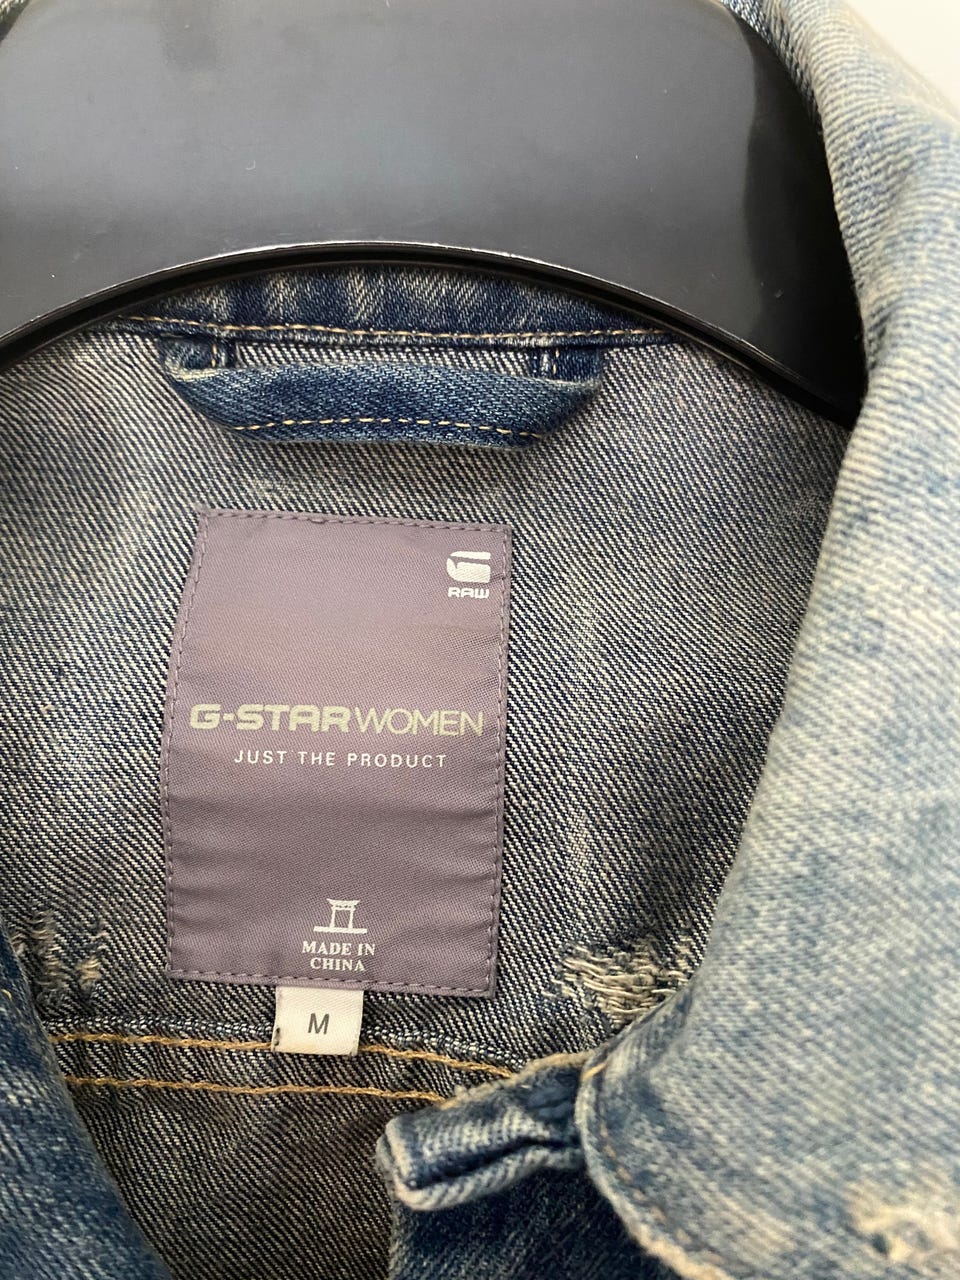 RAW
G-STAR WOMEN
JUST THE PRODUCT
MADE IN
CHINA
M